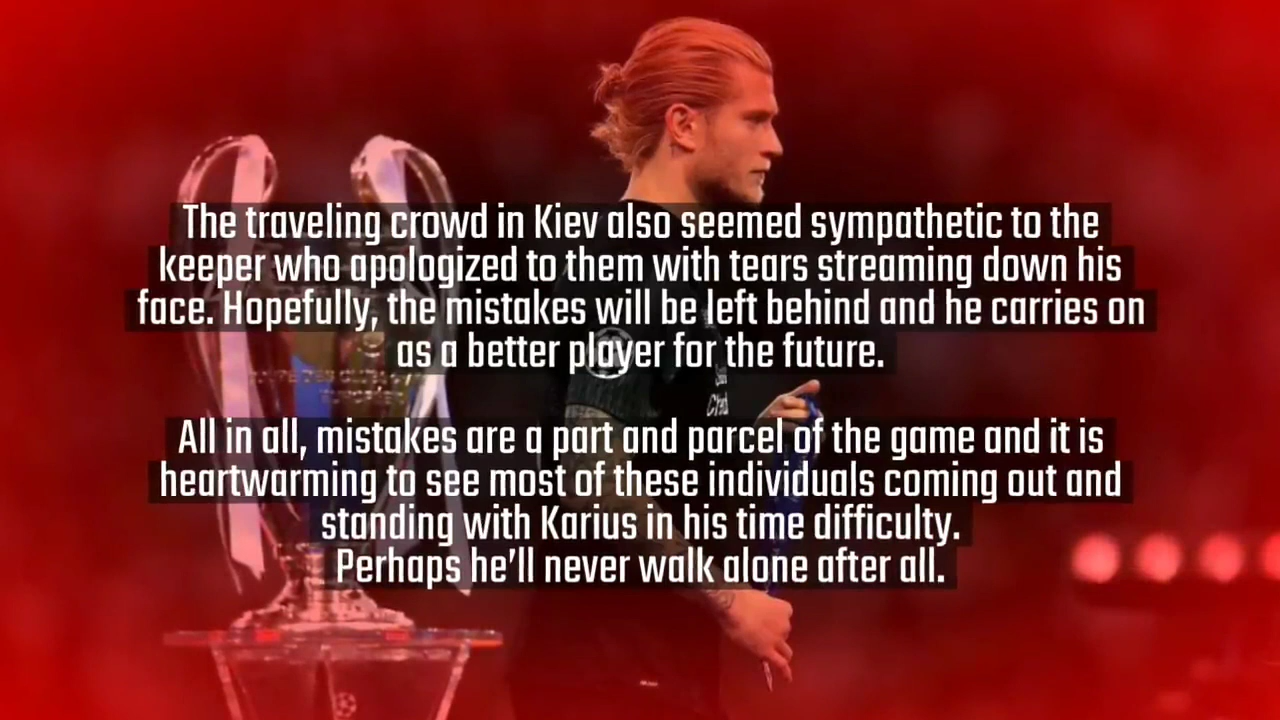 The traveling crowd in Kiev also seemed sympathetic to the
keeper who apologized to them with tears streaming down his
face. Hopefully, the mistakes will be left behind and he carries on
as a better player for the future.
All in all, mistakes are a part and parcel of the game and it is
heartwarming to see most of these individuals coming out and
standing with Karius in his time difficulty.
Perhaps he’ll never walk alone after all.